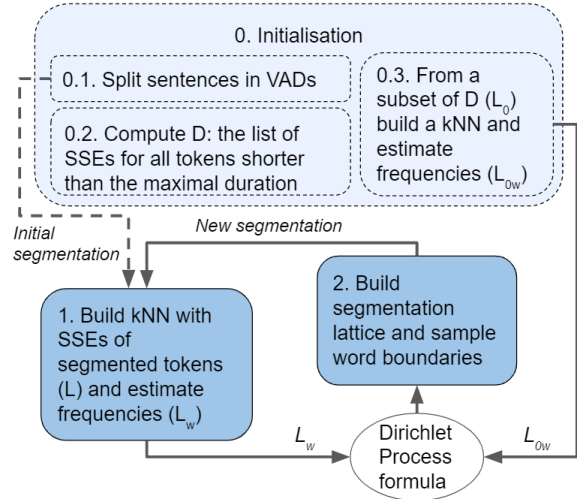 0. Initialisation
0.1. Split sentences in VADs
0.2. Compute D: the list of
SSEs for all tokens shorter
than the maximal duration
0.3. From a
subset of D (L0)
build a kNN and
estimate
frequencies (L0w)
Initial
segmentation
New segmentation
1. Build kNN with
SSEs of
segmented tokens
(L) and estimate
frequencies (Lw)
2. Build
segmentation
lattice and sample
word boundaries
Lw
Dirichlet
Process
formula
L0w